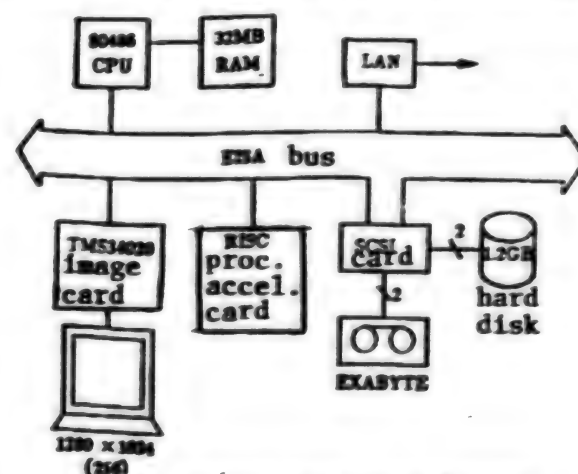 80486
CPU
32MB
RAM
LAN
EISA bus
TMS34020
image
card
RISC
proc.
accel.
card
SCSI
card
2
1.2GB
hard
disk
2
EXABYTE
1280 × 1024
(256)